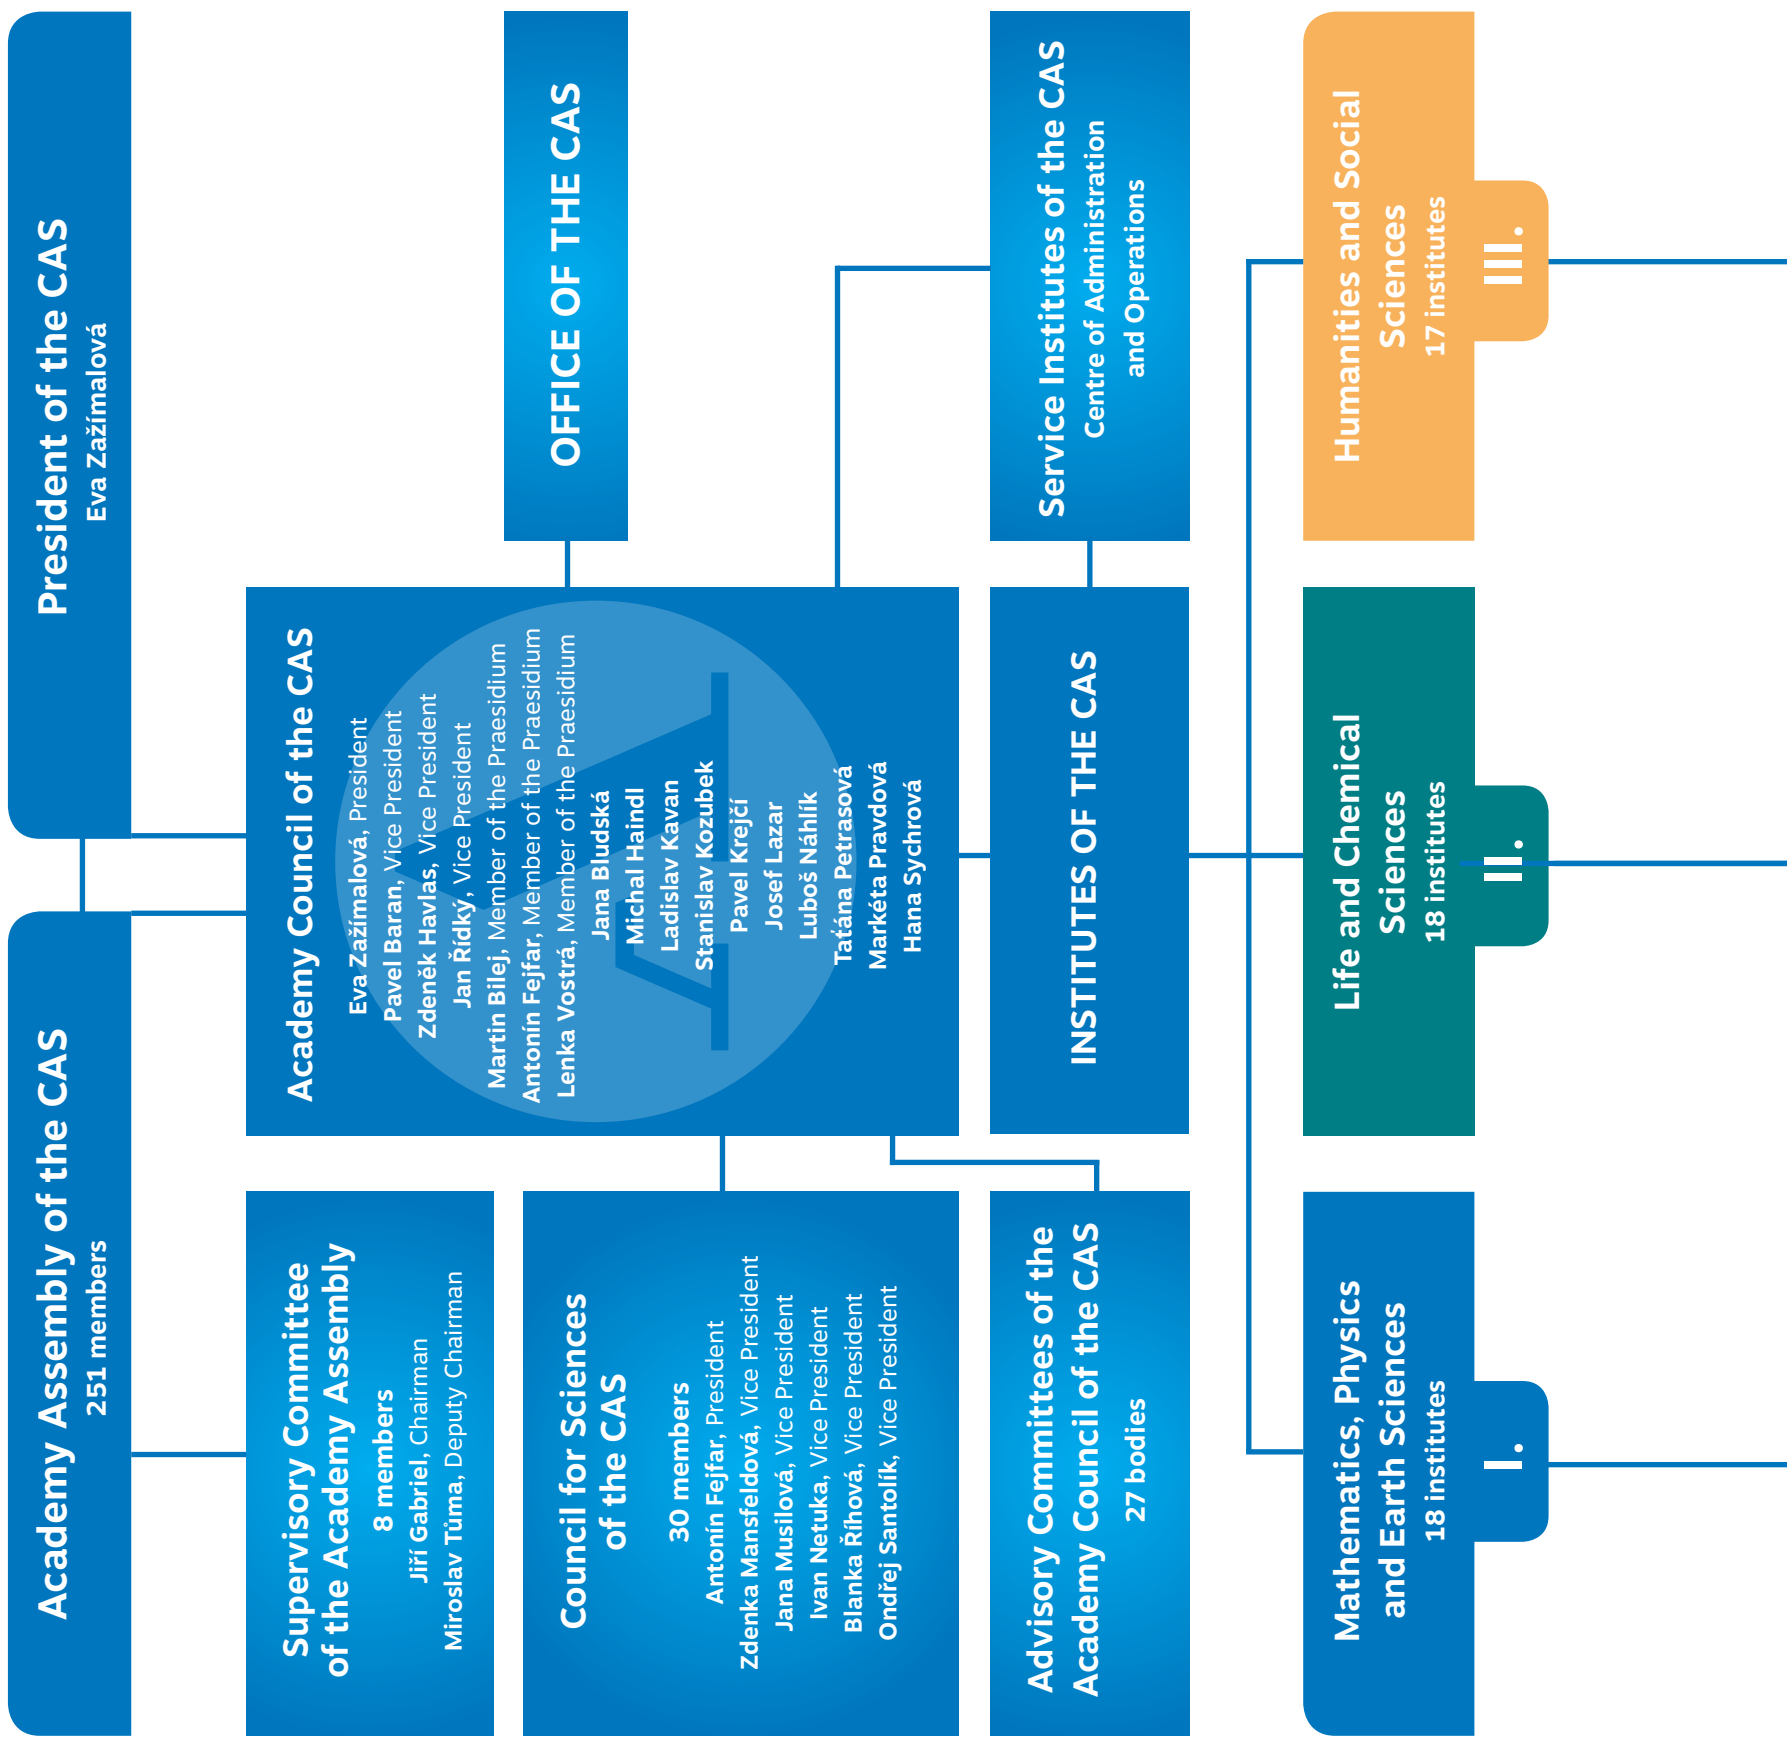 Academy Assembly of the CAS
251 members
President of the CAS
Eva Zažímalová
Supervisory Committee
of the Academy Assembly
8 members
Jiří Gabriel, Chairman
Miroslav Tůma, Deputy Chairman
Academy Council of the CAS
Eva Zažímalová, President
Pavel Baran, Vice President
Zdeněk Havlas, Vice President
Jan Řídký, Vice President
Martin Bilej, Member of the Praesidium
Antonín Fejfar, Member of the Praesidium
Lenka Vostrá, Member of the Praesidium
Jana Bludská
Michal Haindl
Ladislav Kavan
Stanislav Kozubek
Pavel Krejčí
Josef Lazar
Luboš Náhlík
Taťána Petrasová
Markéta Pravdová
Hana Sychrová
OFFICE OF THE CAS
Council for Sciences
of the CAS
30 members
Antonín Fejfar, President
Zdenka Mansfeldová, Vice President
Jana Musilová, Vice President
Ivan Netuka, Vice President
Blanka Říhová, Vice President
Ondřej Santolík, Vice President
Advisory Committees of the
Academy Council of the CAS
27 bodies
INSTITUTES OF THE CAS
Service Institutes of the CAS
Centre of Administration
and Operations
Mathematics, Physics
and Earth Sciences
18 institutes
I.
Life and Chemical
Sciences
18 institutes
II.
Humanities and Social
Sciences
17 institutes
III.